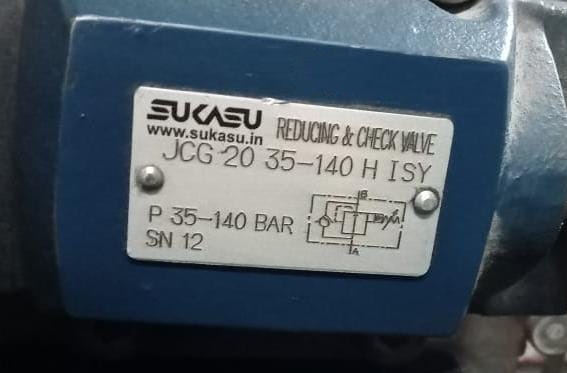 SUKASU
www.sukasu.in
REDUCING & CHECK VALVE
JCG 20 35-140 H ISY
P 35-140 BAR
SN 12
B
A